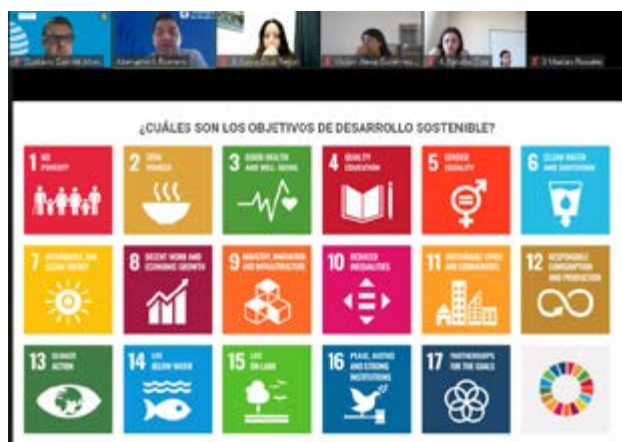 ¿CUÁLES SON LOS OBJETIVOS DE DESARROLLO SOSTENIBLE?
1 NO
POVERTY
2 ZERO
HUNGER
3 GOOD HEALTH
AND WELL-BEING
4 QUALITY
EDUCATION
5 GENDER
EQUALITY
6 CLEAN WATER
AND SANITATION
7 AFFORDABLE AND
CLEAN ENERGY
8 DECENT WORK AND
ECONOMIC GROWTH
9 INDUSTRY, INNOVATION
AND INFRASTRUCTURE
10 REDUCED
INEQUALITIES
11 SUSTAINABLE CITIES
AND COMMUNITIES
12 RESPONSIBLE
CONSUMPTION
AND PRODUCTION
13 CLIMATE
ACTION
14 LIFE
BELOW WATER
15 LIFE
ON LAND
16 PEACE, JUSTICE
AND STRONG
INSTITUTIONS
17 PARTNERSHIPS
FOR THE GOALS